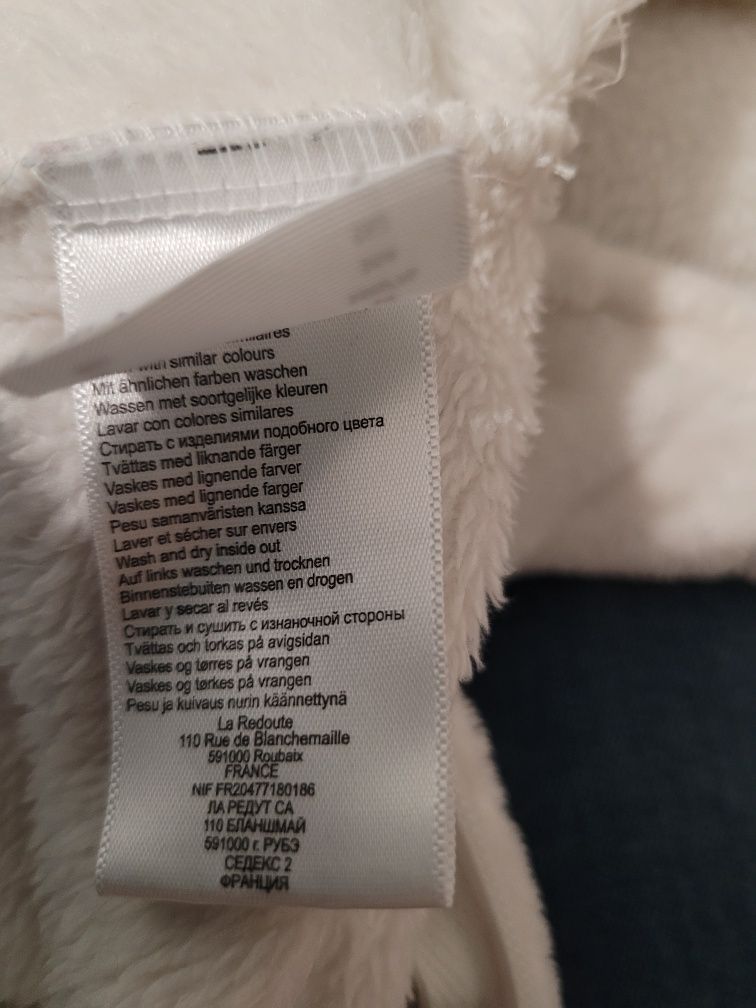 similar colours
Mit ähnlichen farben waschen
Wassen met soortgelijke kleuren
Lavar con colores similares
Стирать с изделиями подобного цвета
Tvättas med liknande färger
Vaskes med lignende farver
Vaskes med lignende farger
Pesu samanväristen kanssa
Laver et sécher sur envers
Wash and dry inside out
Auf links waschen und trocknen
Binnenstebuiten wassen en drogen
Lavar y secar al revés
Стирать и сушить с изнаночной стороны
Tvättas och torkas på avigsidan
Vaskes og tørres på vrangen
Vaskes og tørkes på vrangen
Pesu ja kuivaus nurin käännettynä
La Redoute
110 Rue de Blanchemaille
591000 Roubaix
FRANCE
NIF FR20477180186
ЛА РЕДУТ СА
110 БЛАНШМАЙ
591000 г. РУБЭ
СЕДЕКС 2
ФРАНЦИЯ